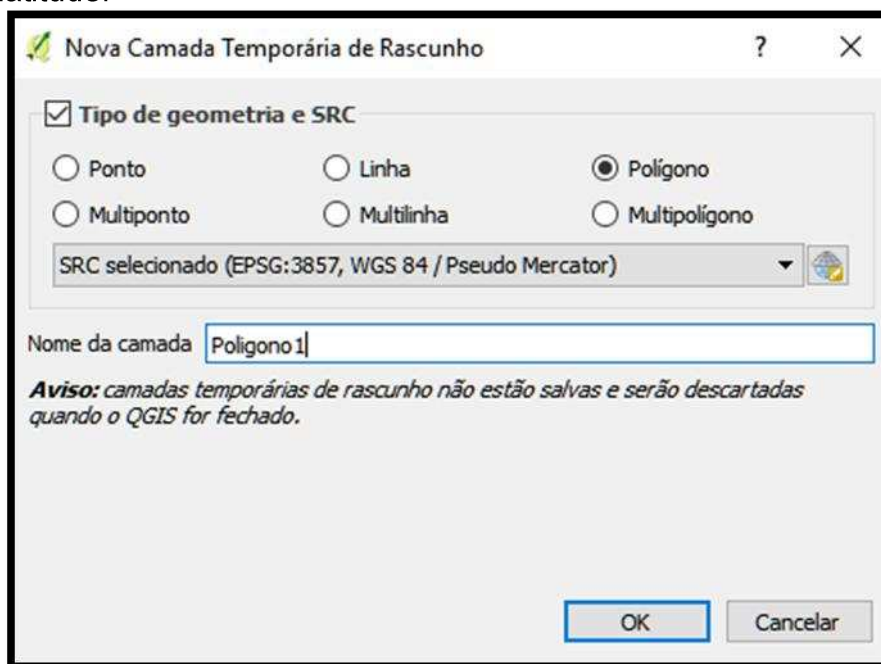 Nova Camada Temporária de Rascunho ? X
Tipo de geometria e SRC
Ponto Linha Polígono
Multiponto Multilinha Multipolígono
SRC selecionado (EPSG:3857, WGS 84 / Pseudo Mercator)
Nome da camada Poligono1
Aviso: camadas temporárias de rascunho não estão salvas e serão descartadas
quando o QGIS for fechado.
OK Cancelar